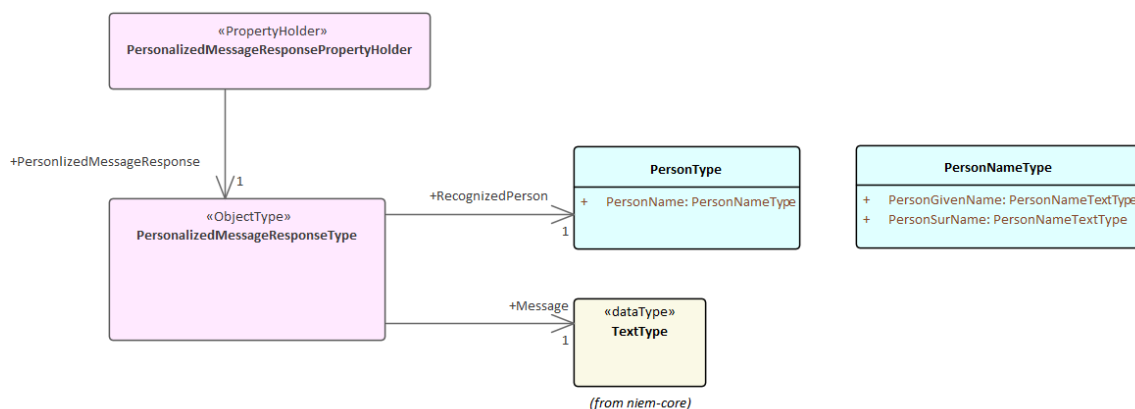 «PropertyHolder»
PersonalizedMessageResponsePropertyHolder
+PersonlizedMessageResponse
1
«ObjectType»
PersonalizedMessageResponseType
+RecognizedPerson
1
PersonType
+ PersonName: PersonNameType
PersonNameType
+ PersonGivenName: PersonNameTextType
+ PersonSurName: PersonNameTextType
+Message
1
«dataType»
TextType
(from niem-core)